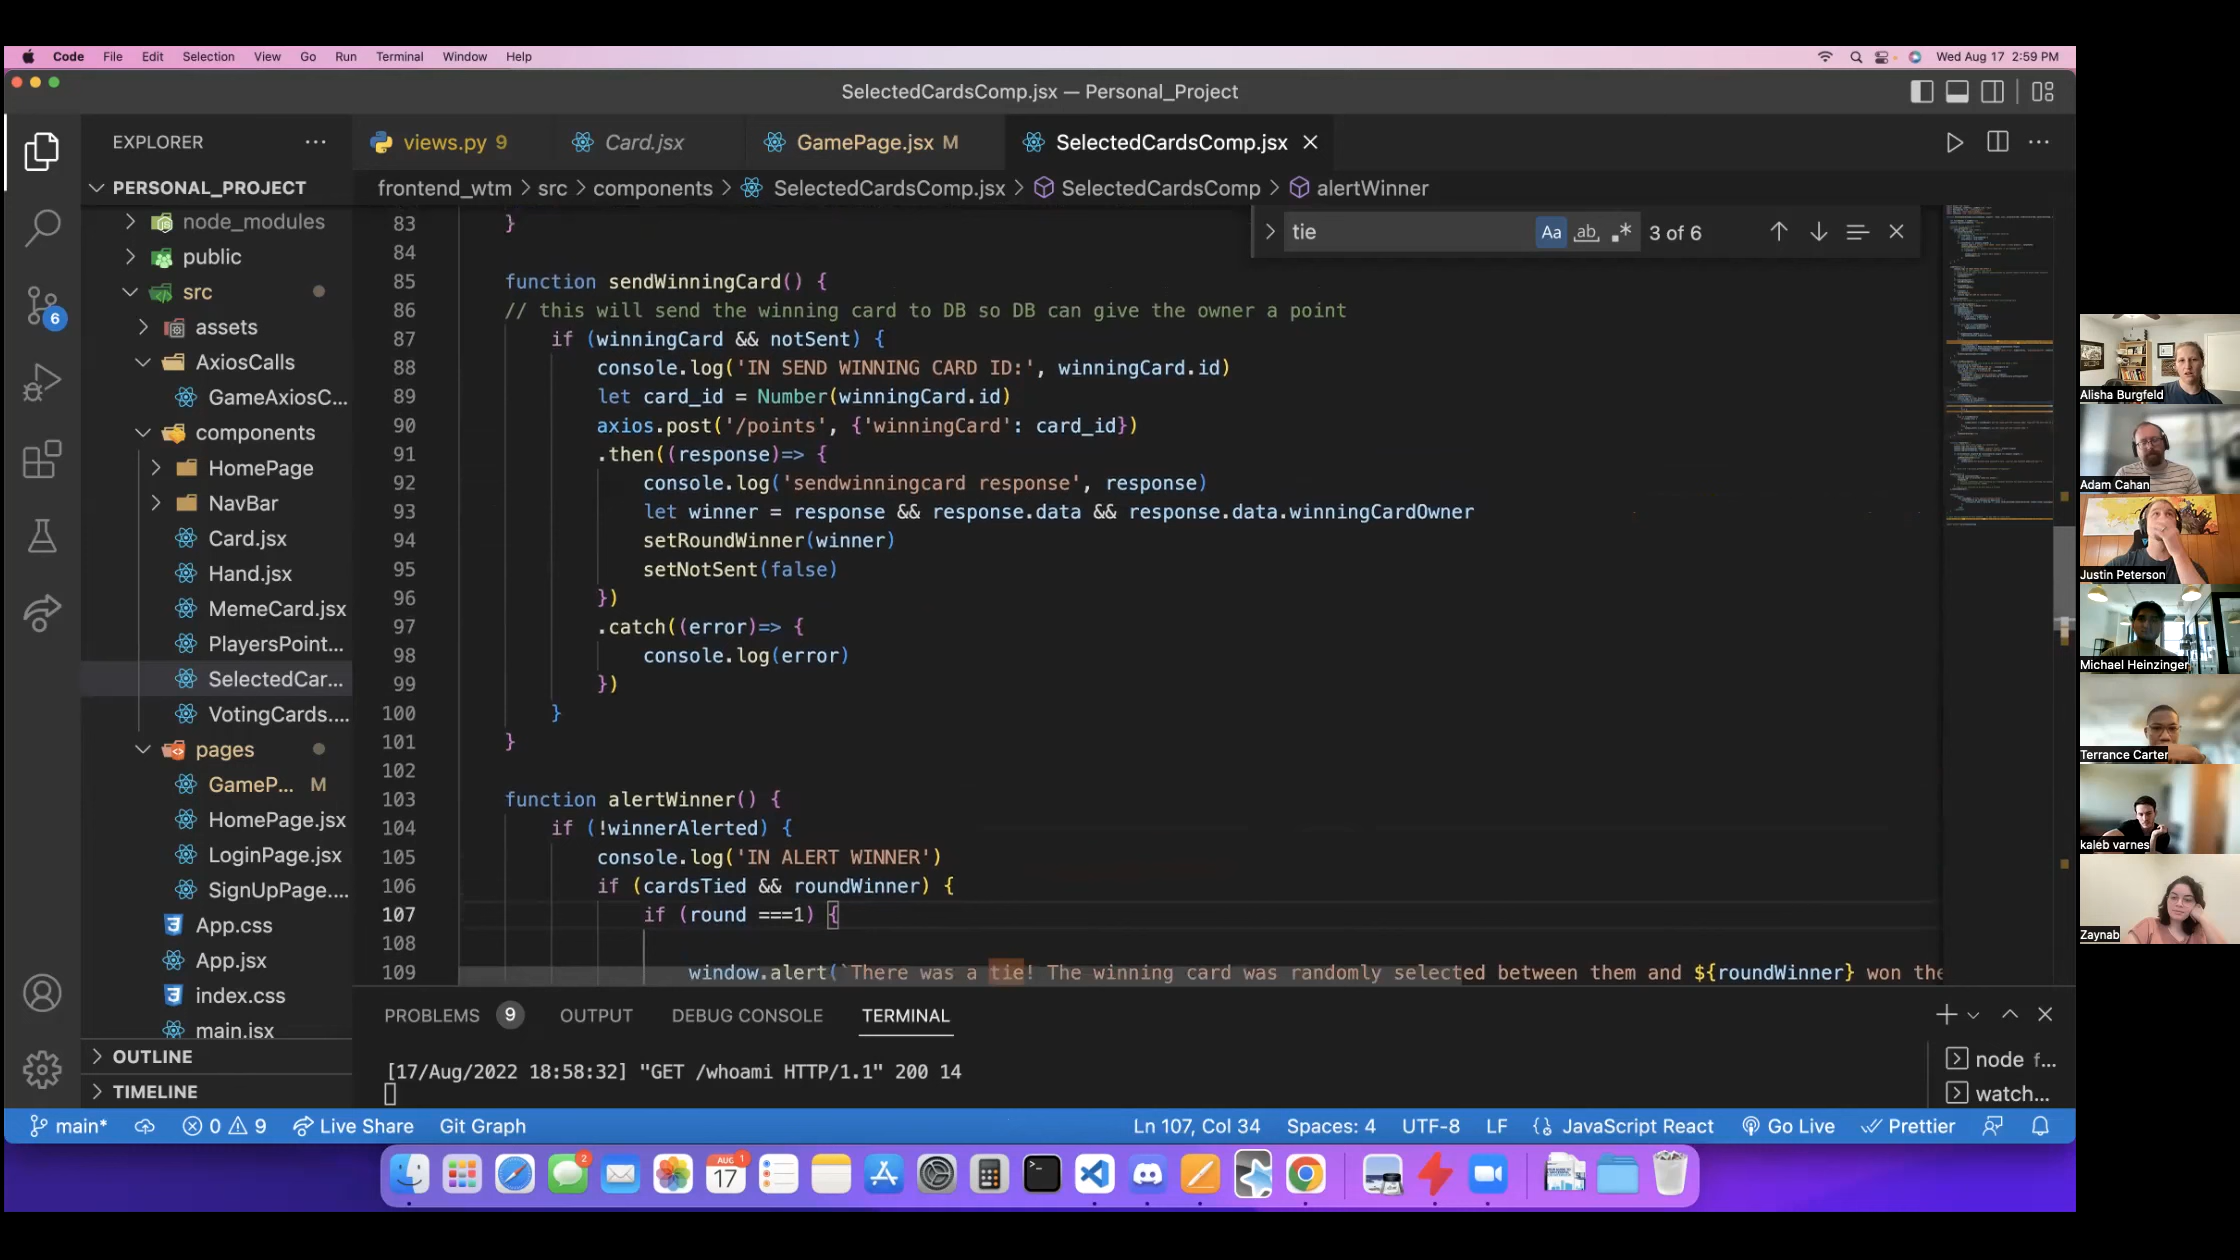 Code File Edit Selection View Go Run Terminal Window Help Wed Aug 17 2:59 PM
SelectedCardsComp.jsx — Personal_Project
EXPLORER
views.py 9 Card.jsx GamePage.jsx M SelectedCardsComp.jsx
PERSONAL_PROJECT
frontend_wtm > src > components > SelectedCardsComp.jsx > SelectedCardsComp > alertWinner
tie Aa ab 3 of 6
node_modules
public
src
assets
AxiosCalls
GameAxiosC...
components
HomePage
NavBar
Card.jsx
Hand.jsx
MemeCard.jsx
PlayersPoint...
SelectedCar...
VotingCards....
pages
GameP... M
HomePage.jsx
LoginPage.jsx
SignUpPage....
App.css
App.jsx
index.css
main.jsx
OUTLINE
TIMELINE
6
83 }
84
85 function sendWinningCard() {
86 // this will send the winning card to DB so DB can give the owner a point
87 if (winningCard && notSent) {
88 console.log('IN SEND WINNING CARD ID:', winningCard.id)
89 let card_id = Number(winningCard.id)
90 axios.post('/points', {'winningCard': card_id})
91 .then((response)=> {
92 console.log('sendwinningcard response', response)
93 let winner = response && response.data && response.data.winningCardOwner
94 setRoundWinner(winner)
95 setNotSent(false)
96 })
97 .catch((error)=> {
98 console.log(error)
99 })
100 }
101 }
102
103 function alertWinner() {
104 if (!winnerAlerted) {
105 console.log('IN ALERT WINNER')
106 if (cardsTied && roundWinner) {
107 if (round ===1) {
108
109 window.alert(`There was a tie! The winning card was randomly selected between them and ${roundWinner} won the
PROBLEMS 9 OUTPUT DEBUG CONSOLE TERMINAL
[17/Aug/2022 18:58:32] "GET /whoami HTTP/1.1" 200 14
node f...
watch...
main* 0 9 Live Share Git Graph Ln 107, Col 34 Spaces: 4 UTF-8 LF JavaScript React Go Live Prettier
2
AUG 1
17
Alisha Burgfeld
Adam Cahan
Justin Peterson
Michael Heinzinger
Terrance Carter
kaleb varnes
Zaynab